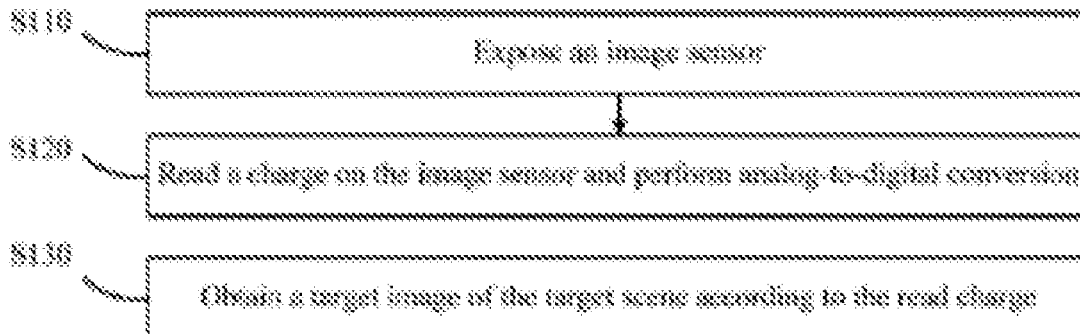 S110
Expose an image sensor
S120
Read a charge on the image sensor and perform analog-to-digital conversion
S130
Obtain a target image of the target scene according to the read charge